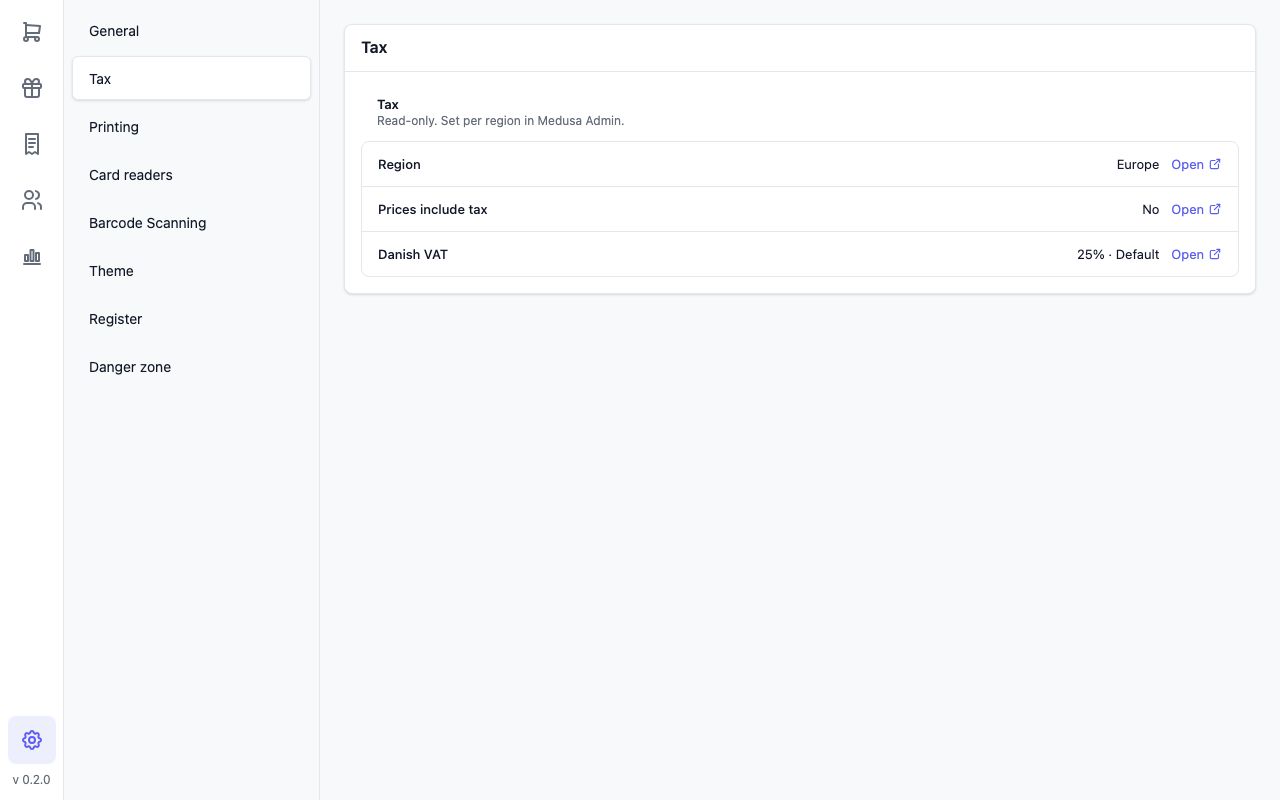 General
Tax
Printing
Card readers
Barcode Scanning
Theme
Register
Danger zone
v 0.2.0
Tax
Tax
Read-only. Set per region in Medusa Admin.
Region Europe Open
Prices include tax No Open
Danish VAT 25% · Default Open